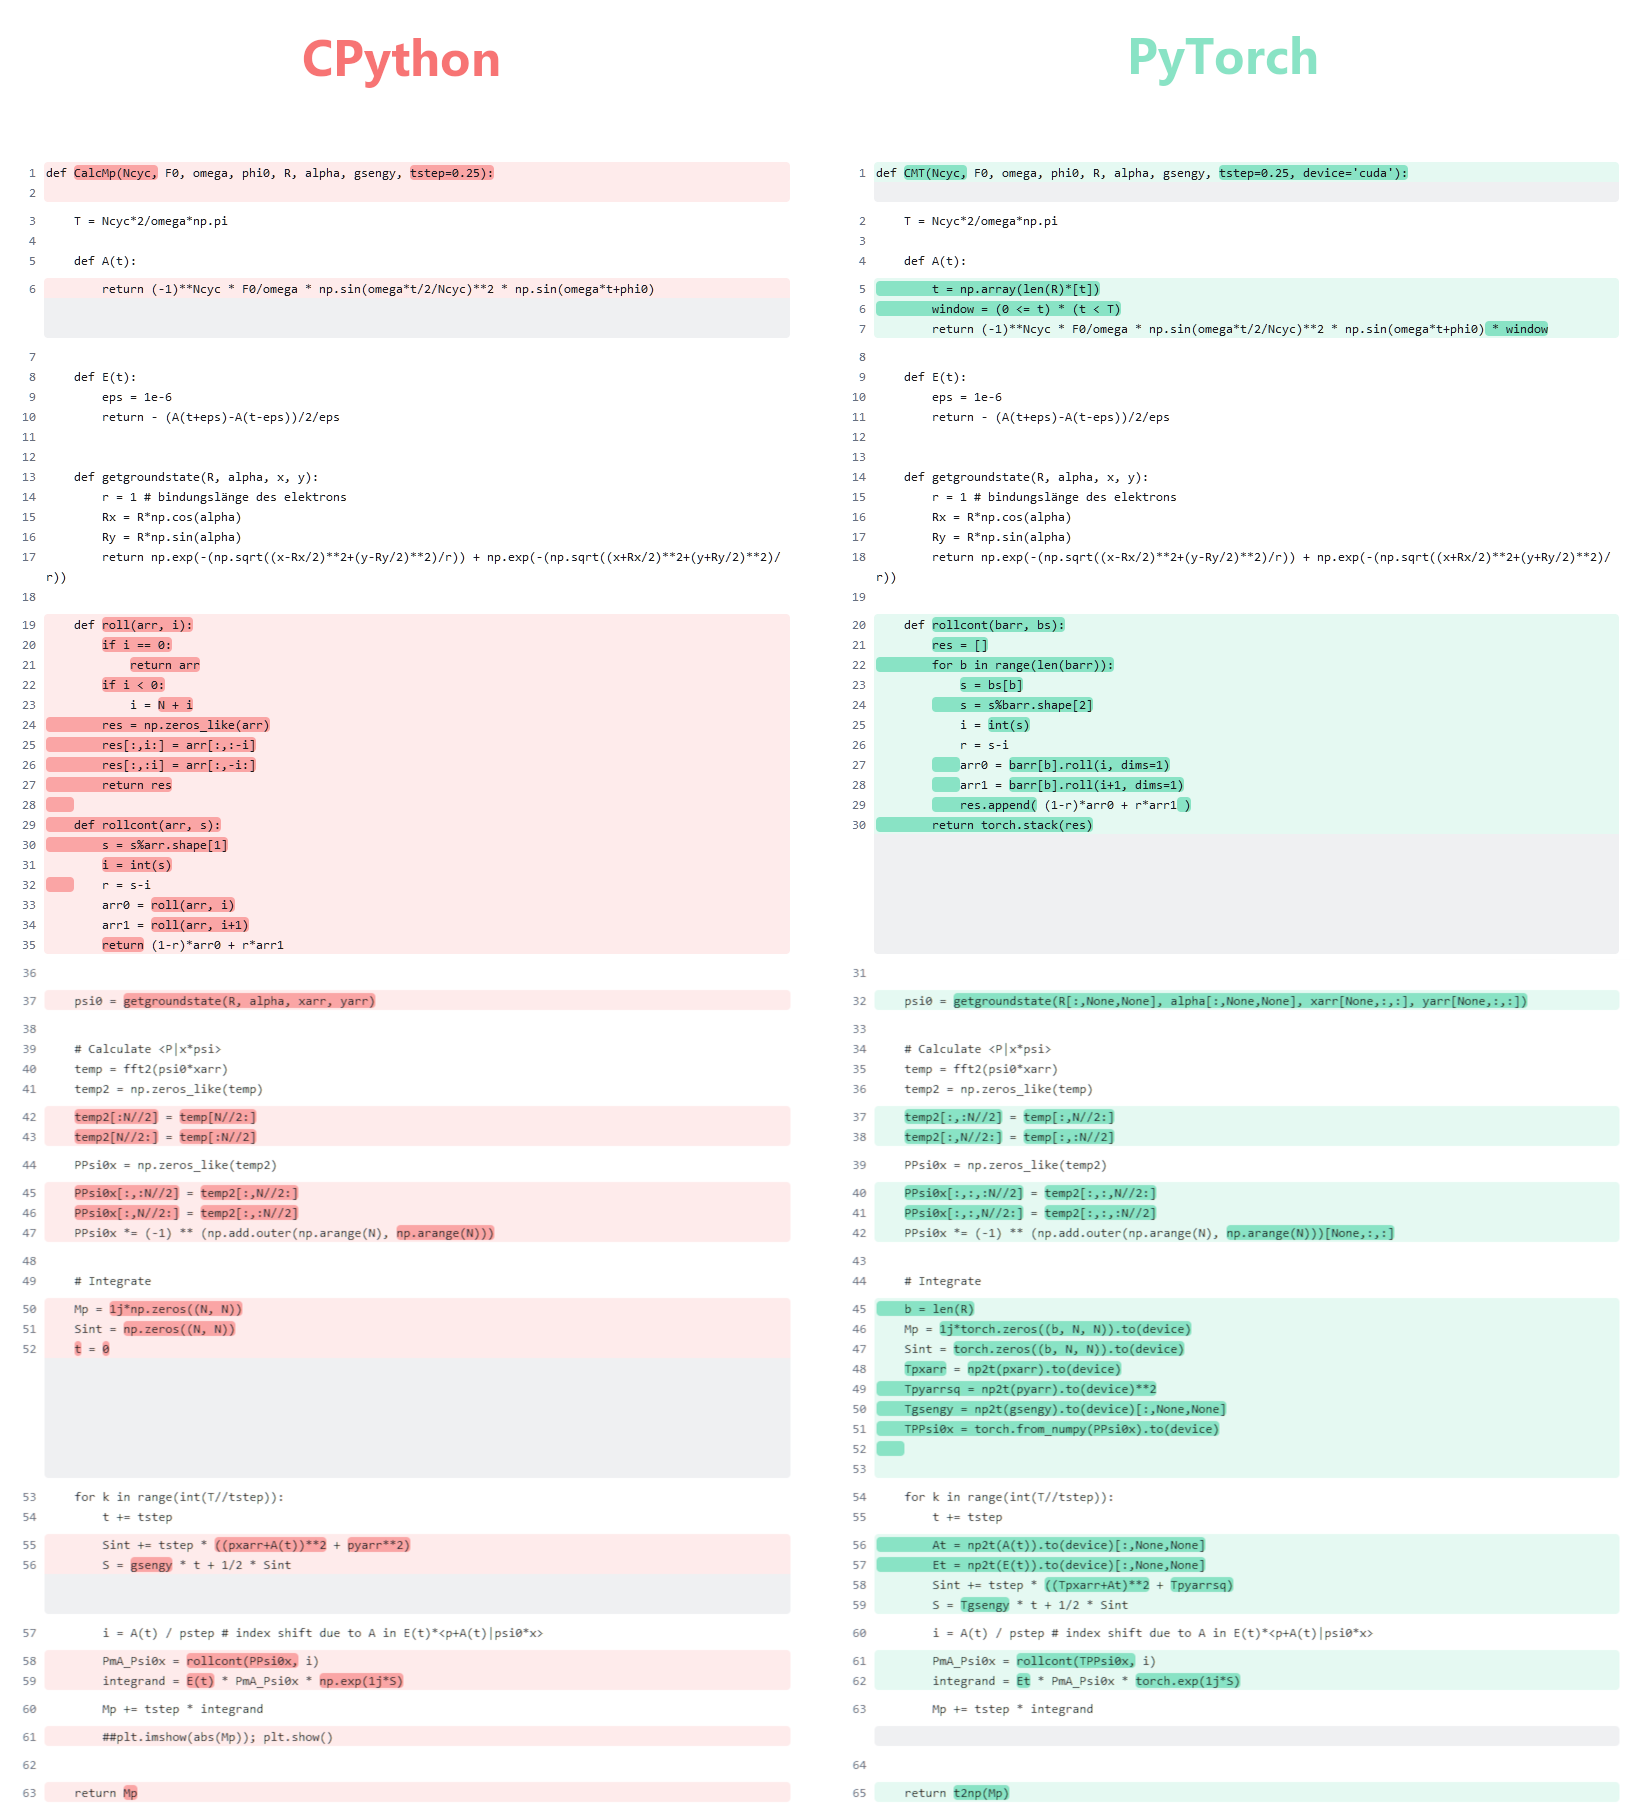 CPython
1 def CalcMp(Ncyc, F0, omega, phi0, R, alpha, gsengy, tstep=0.25):
2
3     T = Ncyc*2/omega*np.pi
4
5     def A(t):
6         return (-1)**Ncyc * F0/omega * np.sin(omega*t/2/Ncyc)**2 * np.sin(omega*t+phi0)
7
8     def E(t):
9         eps = 1e-6
10         return - (A(t+eps)-A(t-eps))/2/eps
11
12
13     def getgroundstate(R, alpha, x, y):
14         r = 1 # bindungslänge des elektrons
15         Rx = R*np.cos(alpha)
16         Ry = R*np.sin(alpha)
17         return np.exp(-(np.sqrt((x-Rx/2)**2+(y-Ry/2)**2)/r)) + np.exp(-(np.sqrt((x+Rx/2)**2+(y+Ry/2)**2)/
r))
18
19     def roll(arr, i):
20         if i == 0:
21             return arr
22         if i < 0:
23             i = N + i
24         res = np.zeros_like(arr)
25         res[:,i:] = arr[:,:-i]
26         res[:,:i] = arr[:,-i:]
27         return res
28
29     def rollcont(arr, s):
30         s = s%arr.shape[1]
31         i = int(s)
32         r = s-i
33         arr0 = roll(arr, i)
34         arr1 = roll(arr, i+1)
35         return (1-r)*arr0 + r*arr1
36
37     psi0 = getgroundstate(R, alpha, xarr, yarr)
38
39     # Calculate <P|x*psi>
40     temp = fft2(psi0*xarr)
41     temp2 = np.zeros_like(temp)
42     temp2[:N//2] = temp[N//2:]
43     temp2[N//2:] = temp[:N//2]
44     PPsi0x = np.zeros_like(temp2)
45     PPsi0x[:,:N//2] = temp2[:,N//2:]
46     PPsi0x[:,N//2:] = temp2[:,:N//2]
47     PPsi0x *= (-1) ** (np.add.outer(np.arange(N), np.arange(N)))
48
49     # Integrate
50     Mp = 1j*np.zeros((N, N))
51     Sint = np.zeros((N, N))
52     t = 0
53     for k in range(int(T//tstep)):
54         t += tstep
55         Sint += tstep * ((pxarr+A(t))**2 + pyarr**2)
56         S = gsengy * t + 1/2 * Sint
57         i = A(t) / pstep # index shift due to A in E(t)*<p+A(t)|psi0*x>
58         PmA_Psi0x = rollcont(PPsi0x, i)
59         integrand = E(t) * PmA_Psi0x * np.exp(1j*S)
60         Mp += tstep * integrand
61         ##plt.imshow(abs(Mp)); plt.show()
62
63     return Mp
PyTorch
1 def CMT(Ncyc, F0, omega, phi0, R, alpha, gsengy, tstep=0.25, device='cuda'):
2     T = Ncyc*2/omega*np.pi
3
4     def A(t):
5         t = np.array(len(R)*[t])
6         window = (0 <= t) * (t < T)
7         return (-1)**Ncyc * F0/omega * np.sin(omega*t/2/Ncyc)**2 * np.sin(omega*t+phi0) * window
8
9     def E(t):
10         eps = 1e-6
11         return - (A(t+eps)-A(t-eps))/2/eps
12
13
14     def getgroundstate(R, alpha, x, y):
15         r = 1 # bindungslänge des elektrons
16         Rx = R*np.cos(alpha)
17         Ry = R*np.sin(alpha)
18         return np.exp(-(np.sqrt((x-Rx/2)**2+(y-Ry/2)**2)/r)) + np.exp(-(np.sqrt((x+Rx/2)**2+(y+Ry/2)**2)/
r))
19
20     def rollcont(barr, bs):
21         res = []
22         for b in range(len(barr)):
23             s = bs[b]
24             s = s%barr.shape[2]
25             i = int(s)
26             r = s-i
27             arr0 = barr[b].roll(i, dims=1)
28             arr1 = barr[b].roll(i+1, dims=1)
29             res.append( (1-r)*arr0 + r*arr1 )
30         return torch.stack(res)
31
32     psi0 = getgroundstate(R[:,None,None], alpha[:,None,None], xarr[None,:,:], yarr[None,:,:])
33
34     # Calculate <P|x*psi>
35     temp = fft2(psi0*xarr)
36     temp2 = np.zeros_like(temp)
37     temp2[:,:N//2] = temp[:,N//2:]
38     temp2[:,N//2:] = temp[:,:N//2]
39     PPsi0x = np.zeros_like(temp2)
40     PPsi0x[:,:,:N//2] = temp2[:,:,N//2:]
41     PPsi0x[:,:,N//2:] = temp2[:,:,:N//2]
42     PPsi0x *= (-1) ** (np.add.outer(np.arange(N), np.arange(N)))[None,:,:]
43
44     # Integrate
45     b = len(R)
46     Mp = 1j*torch.zeros((b, N, N)).to(device)
47     Sint = torch.zeros((b, N, N)).to(device)
48     Tpxarr = np2t(pxarr).to(device)
49     Tpyarrsq = np2t(pyarr).to(device)**2
50     Tgsengy = np2t(gsengy).to(device)[:,None,None]
51     TPPsi0x = torch.from_numpy(PPsi0x).to(device)
52
53
54     for k in range(int(T//tstep)):
55         t += tstep
56         At = np2t(A(t)).to(device)[:,None,None]
57         Et = np2t(E(t)).to(device)[:,None,None]
58         Sint += tstep * ((Tpxarr+At)**2 + Tpyarrsq)
59         S = Tgsengy * t + 1/2 * Sint
60         i = A(t) / pstep # index shift due to A in E(t)*<p+A(t)|psi0*x>
61         PmA_Psi0x = rollcont(TPPsi0x, i)
62         integrand = Et * PmA_Psi0x * torch.exp(1j*S)
63         Mp += tstep * integrand
64
65     return t2np(Mp)